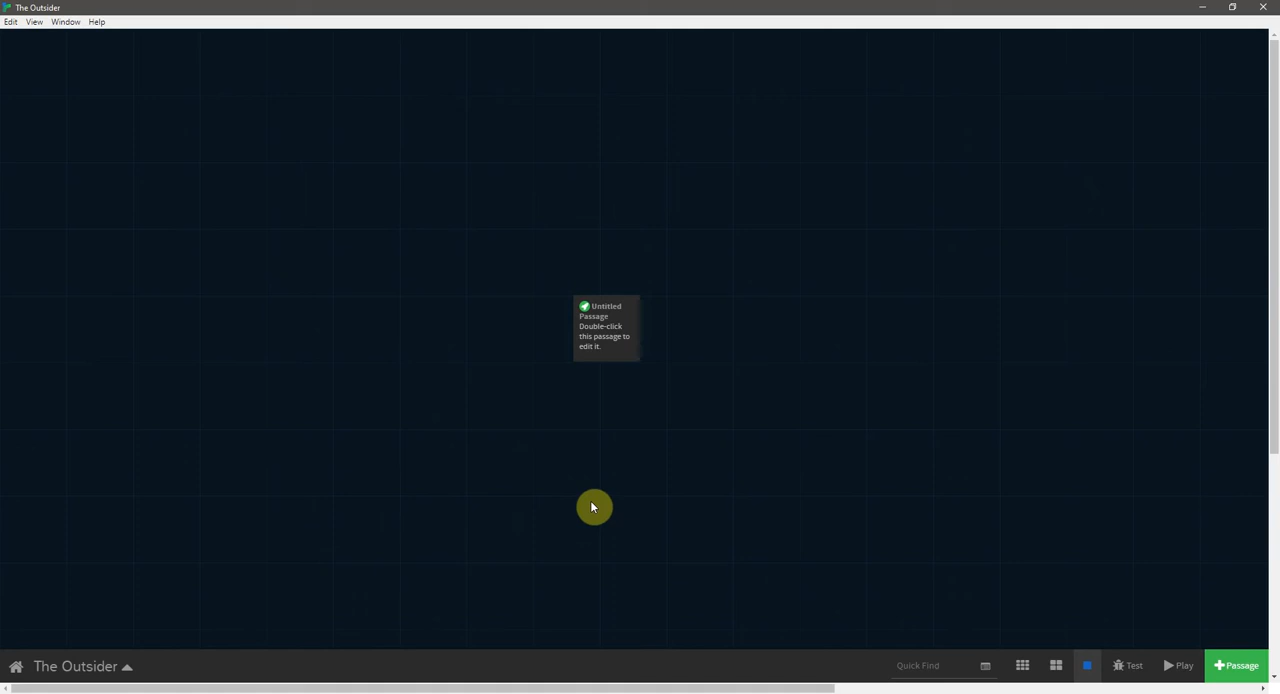 The Outsider
Edit View Window Help
Untitled
Passage
Double-click
this passage to
edit it.
The Outsider
Quick Find
Test
Play
Passage